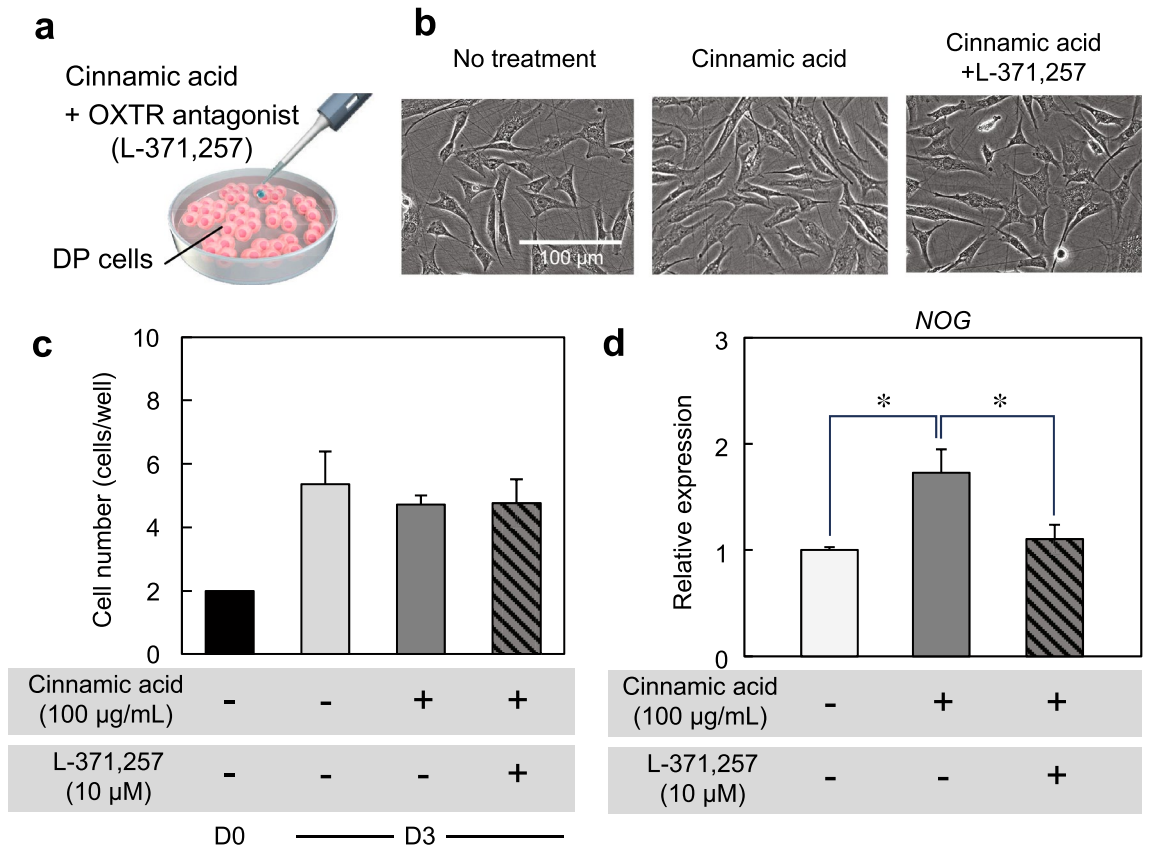 a
Cinnamic acid
+ OXTR antagonist
(L-371,257)
DP cells
b
No treatment
Cinnamic acid
Cinnamic acid
+L-371,257
100 μm
c
Cell number (cells/well)
10
8
6
4
2
0
Cinnamic acid
(100 μg/mL)
- - + +
L-371,257
(10 μM)
- - - +
D0 D3
d
NOG
Relative expression
3
2
1
0
* *
Cinnamic acid
(100 μg/mL)
- + +
L-371,257
(10 μM)
- - +